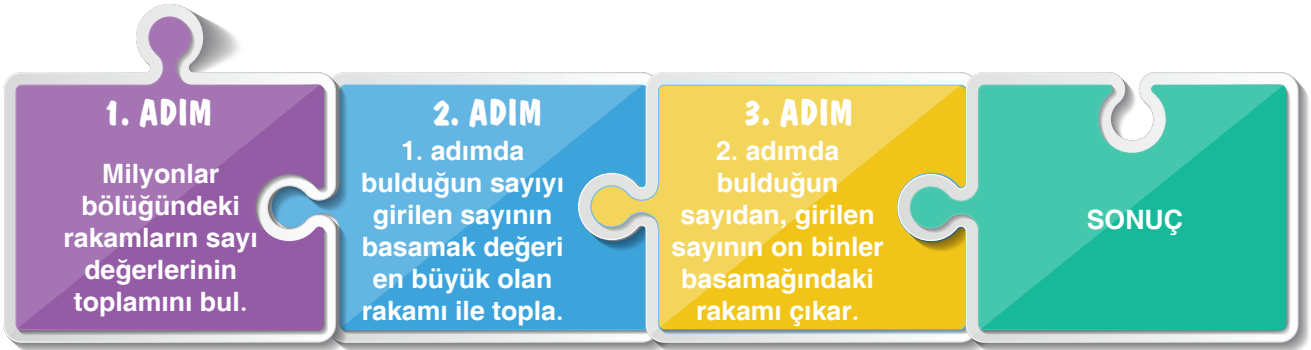 1. ADIM
Milyonlar
bölüğündeki
rakamların sayı
değerlerinin
toplamını bul.
2. ADIM
1. adımda
bulduğun sayıyı
girilen sayının
basamak değeri
en büyük olan
rakamı ile topla.
3. ADIM
2. adımda
bulduğun
sayıdan, girilen
sayının on binler
basamağındaki
rakamı çıkar.
SONUÇ